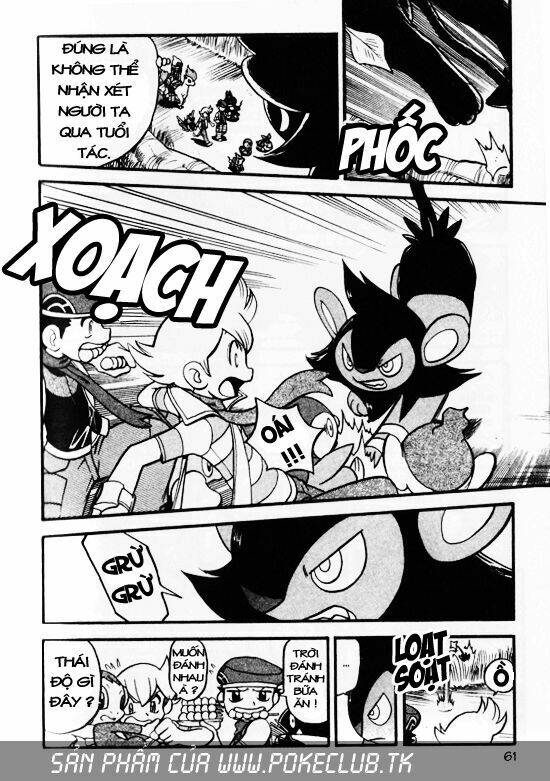 ĐÚNG LÀ
KHÔNG THỂ
NHẬN XÉT
NGƯỜI TA
QUA TUỔI
TÁC.
PHỐC
XOẠCH
OÁI
!!!
GRỪ
GRỪ
THÁI
ĐỘ GÌ
ĐÂY ?
MUỐN
ĐÁNH
NHAU
À ?
TRỜI
ĐÁNH
TRÁNH
BỮA
ĂN !
...
LOẠT
SOẠT
Ồ
61
SẢN PHẨM CỦA WWW.POKECLUB.TK